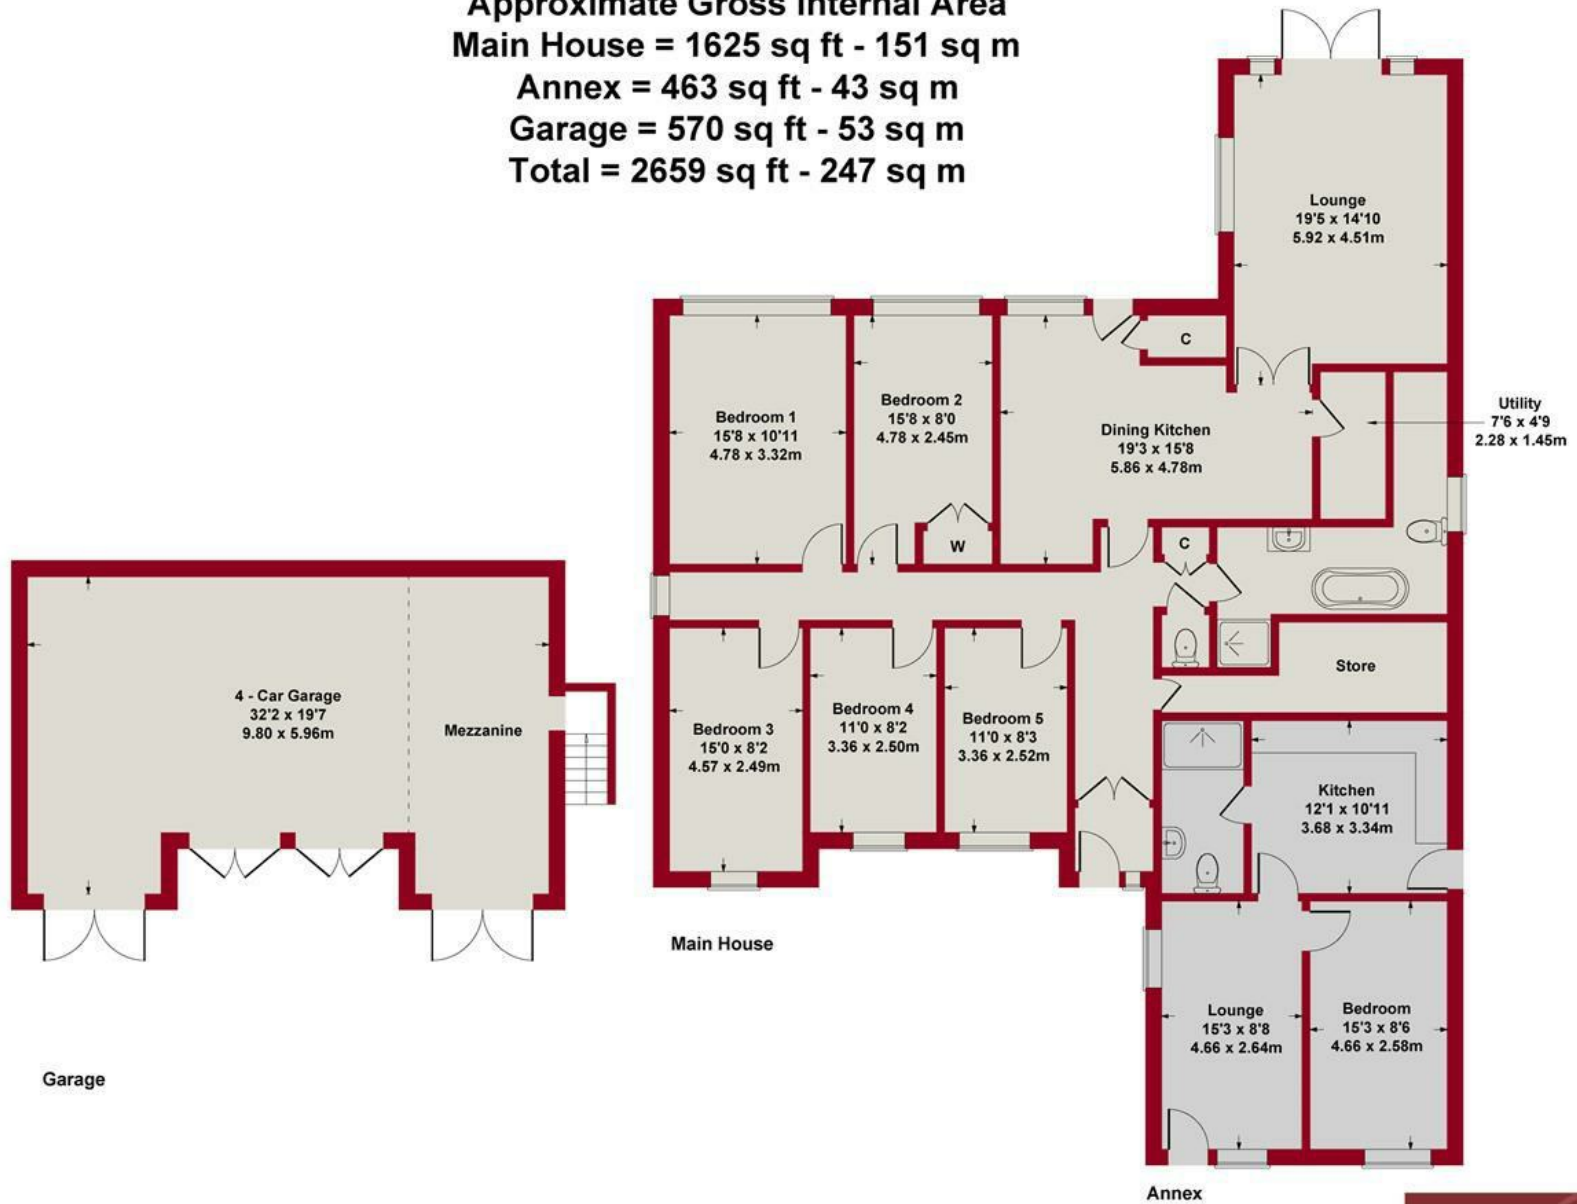 Approximate Gross Internal Area
Main House = 1625 sq ft - 151 sq m
Annex = 463 sq ft - 43 sq m
Garage = 570 sq ft - 53 sq m
Total = 2659 sq ft - 247 sq m
Lounge
19'5 x 14'10
5.92 x 4.51m
C
Bedroom 1
15'8 x 10'11
4.78 x 3.32m
Bedroom 2
15'8 x 8'0
4.78 x 2.45m
W
Dining Kitchen
19'3 x 15'8
5.86 x 4.78m
Utility
7'6 x 4'9
2.28 x 1.45m
C
Store
4 - Car Garage
32'2 x 19'7
9.80 x 5.96m
Mezzanine
Bedroom 3
15'0 x 8'2
4.57 x 2.49m
Bedroom 4
11'0 x 8'2
3.36 x 2.50m
Bedroom 5
11'0 x 8'3
3.36 x 2.52m
Kitchen
12'1 x 10'11
3.68 x 3.34m
Main House
Lounge
15'3 x 8'8
4.66 x 2.64m
Bedroom
15'3 x 8'6
4.66 x 2.58m
Garage
Annex